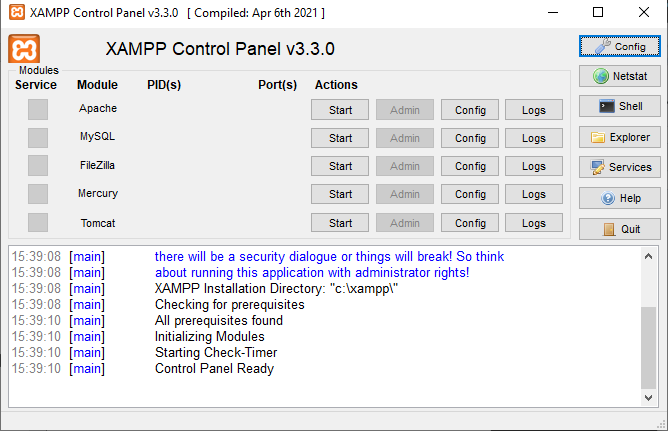 XAMPP Control Panel v3.3.0 [ Compiled: Apr 6th 2021 ]
XAMPP Control Panel v3.3.0
Config
Modules
Service Module PID(s) Port(s) Actions
Netstat
Apache Start Admin Config Logs
Shell
MySQL Start Admin Config Logs
Explorer
FileZilla Start Admin Config Logs
Services
Mercury Start Admin Config Logs
Help
Tomcat Start Admin Config Logs
Quit
15:39:08 [main] there will be a security dialogue or things will break! So think
15:39:08 [main] about running this application with administrator rights!
15:39:08 [main] XAMPP Installation Directory: "c:\xampp\"
15:39:08 [main] Checking for prerequisites
15:39:10 [main] All prerequisites found
15:39:10 [main] Initializing Modules
15:39:10 [main] Starting Check-Timer
15:39:10 [main] Control Panel Ready